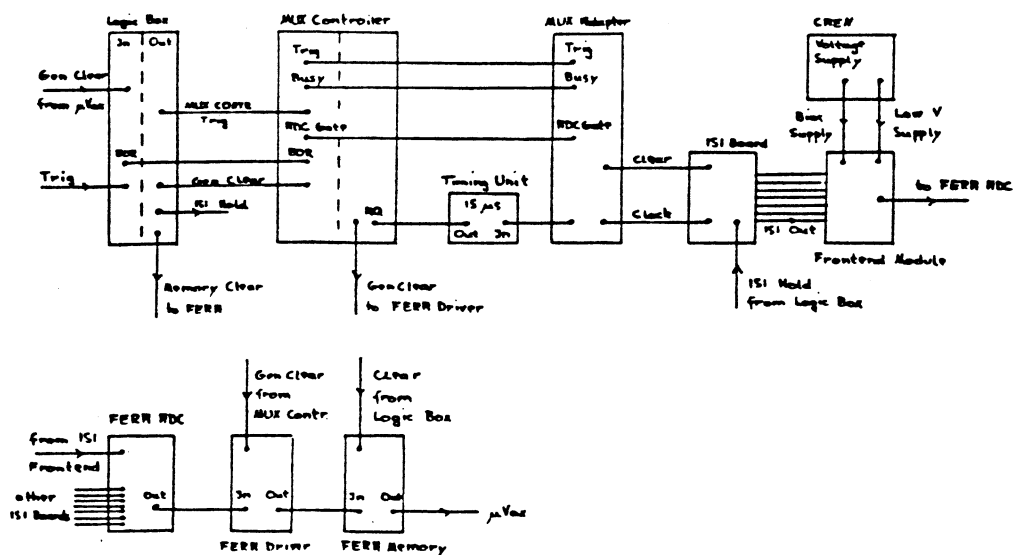 Logic Box
In Out
Gen Clear
from μVax
MUX Contr
Trig
EOR
Trig
Gen Clear
ISI Hold
Memory Clear
to FERA
MUX Controller
Trig
Busy
ADC Gate
EOR
RQ
Gen Clear
to FERA Driver
Timing Unit
15 μs
Out In
MUX Adapter
Trig
Busy
ADC Gate
Clear
Clock
ISI Board
ISI Out
ISI Hold
from Logic Box
Voltage
Supply
Bias
Supply
Low V
Supply
to FERA ADC
Frontend Module
FERA ADC
from ISI
Frontend
other
ISI Boards
Out
Gen Clear
from
MUX Contr.
In Out
FERA Driver
Clear
from
Logic Box
In Out
FERA Memory
μVax